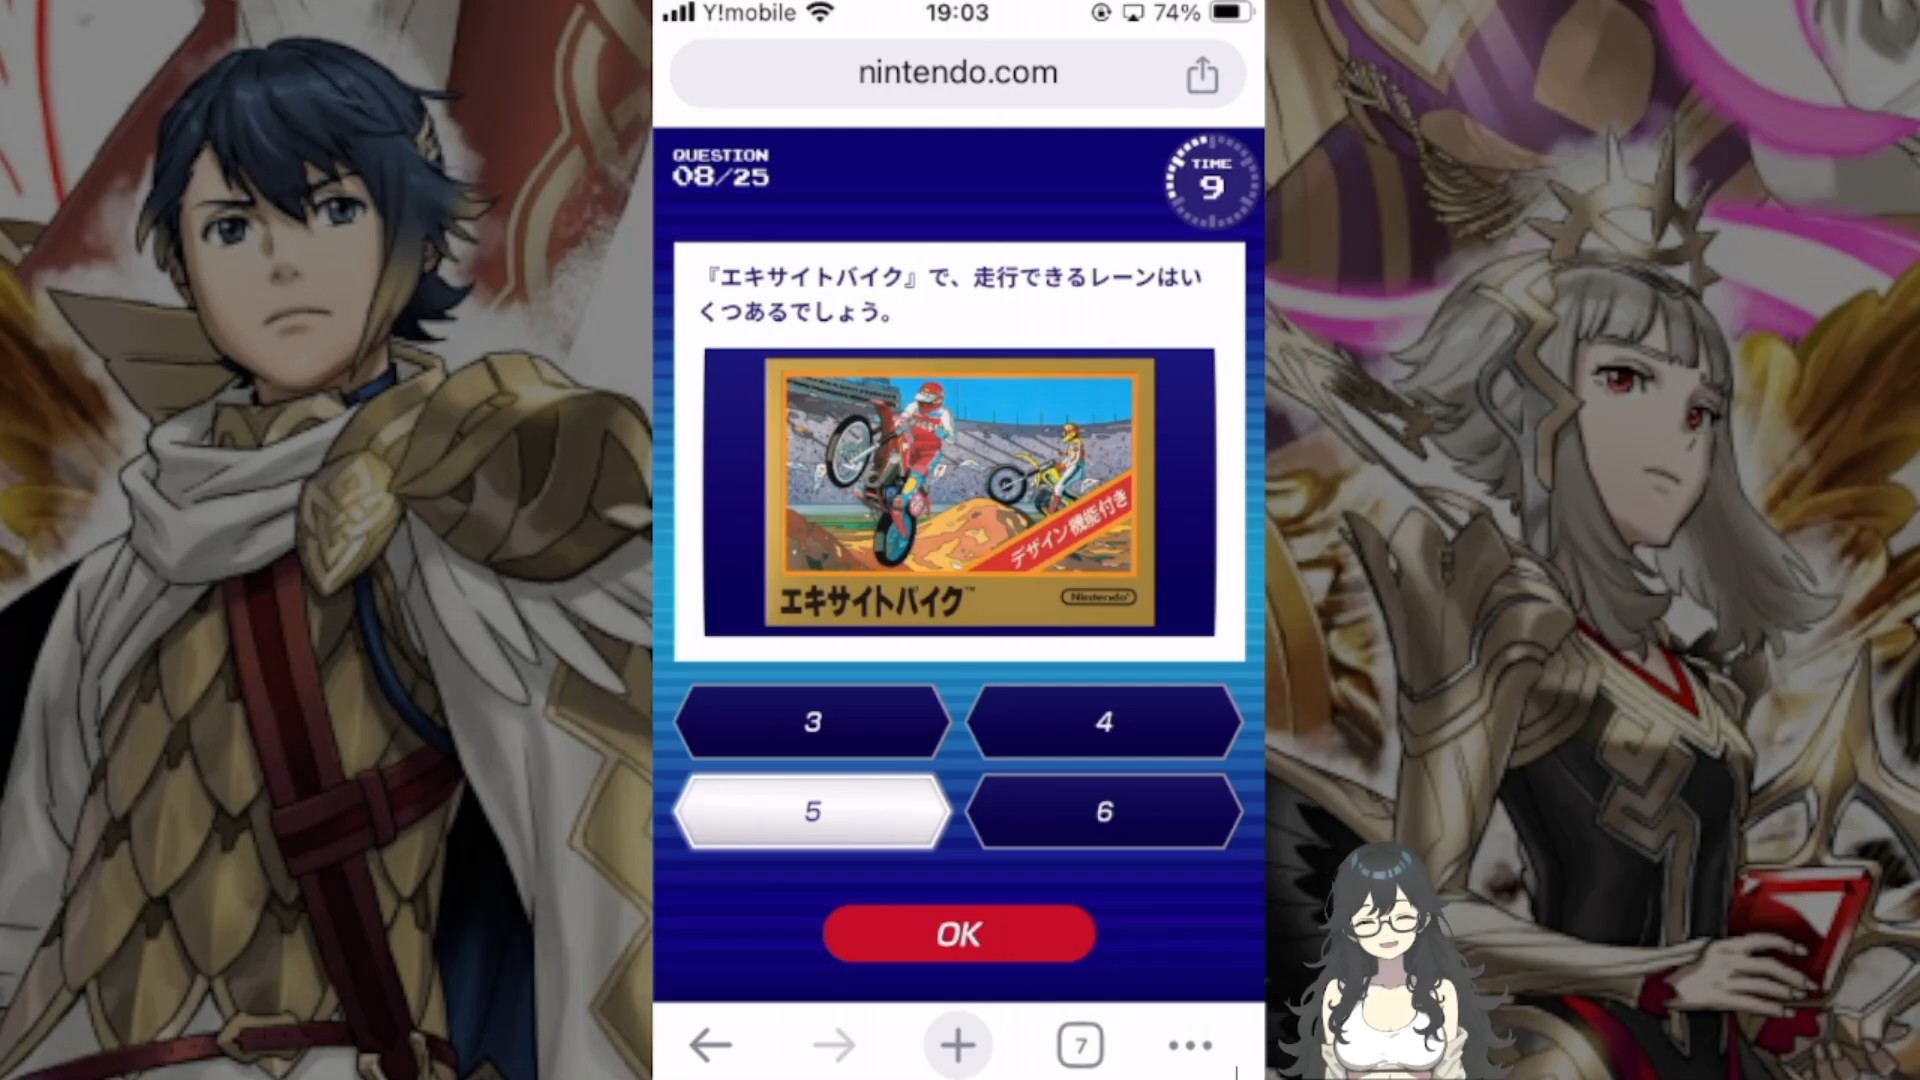 Y!mobile 19:03 74%
nintendo.com
QUESTION
08/25
TIME
9
『エキサイトバイク』で、走行できるレーンはい
くつあるでしょう。
デザイン機能付き
エキサイトバイク™
Nintendo®
3
4
5
6
OK
7